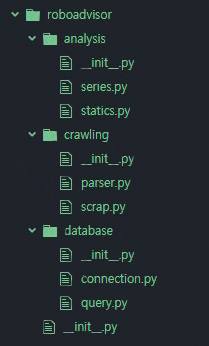 roboadvisor
analysis
__init__.py
series.py
statics.py
crawling
__init__.py
parser.py
scrap.py
database
__init__.py
connection.py
query.py
__init__.py